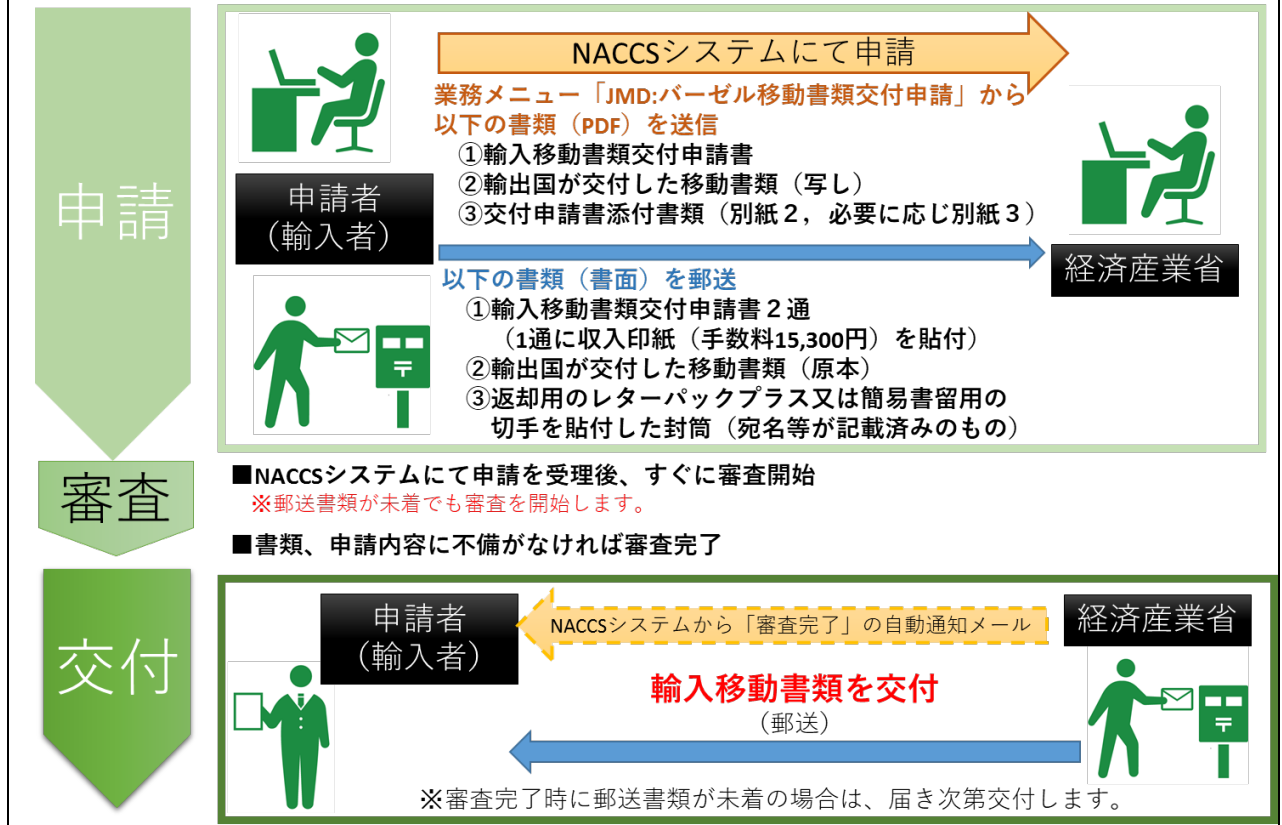 申請
NACCSシステムにて申請
業務メニュー「JMD:バーゼル移動書類交付申請」から
以下の書類（PDF）を送信
①輸入移動書類交付申請書
②輸出国が交付した移動書類（写し）
③交付申請書添付書類（別紙２，必要に応じ別紙３）
申請者
（輸入者）
経済産業省
以下の書類（書面）を郵送
①輸入移動書類交付申請書２通
（1通に収入印紙（手数料15,300円）を貼付）
②輸出国が交付した移動書類（原本）
③返却用のレターパックプラス又は簡易書留用の
切手を貼付した封筒（宛名等が記載済みのもの）
〒
審査
■NACCSシステムにて申請を受理後、すぐに審査開始
※郵送書類が未着でも審査を開始します。
■書類、申請内容に不備がなければ審査完了
交付
申請者
（輸入者）
NACCSシステムから「審査完了」の自動通知メール
経済産業省
輸入移動書類を交付
（郵送）
〒
※審査完了時に郵送書類が未着の場合は、届き次第交付します。